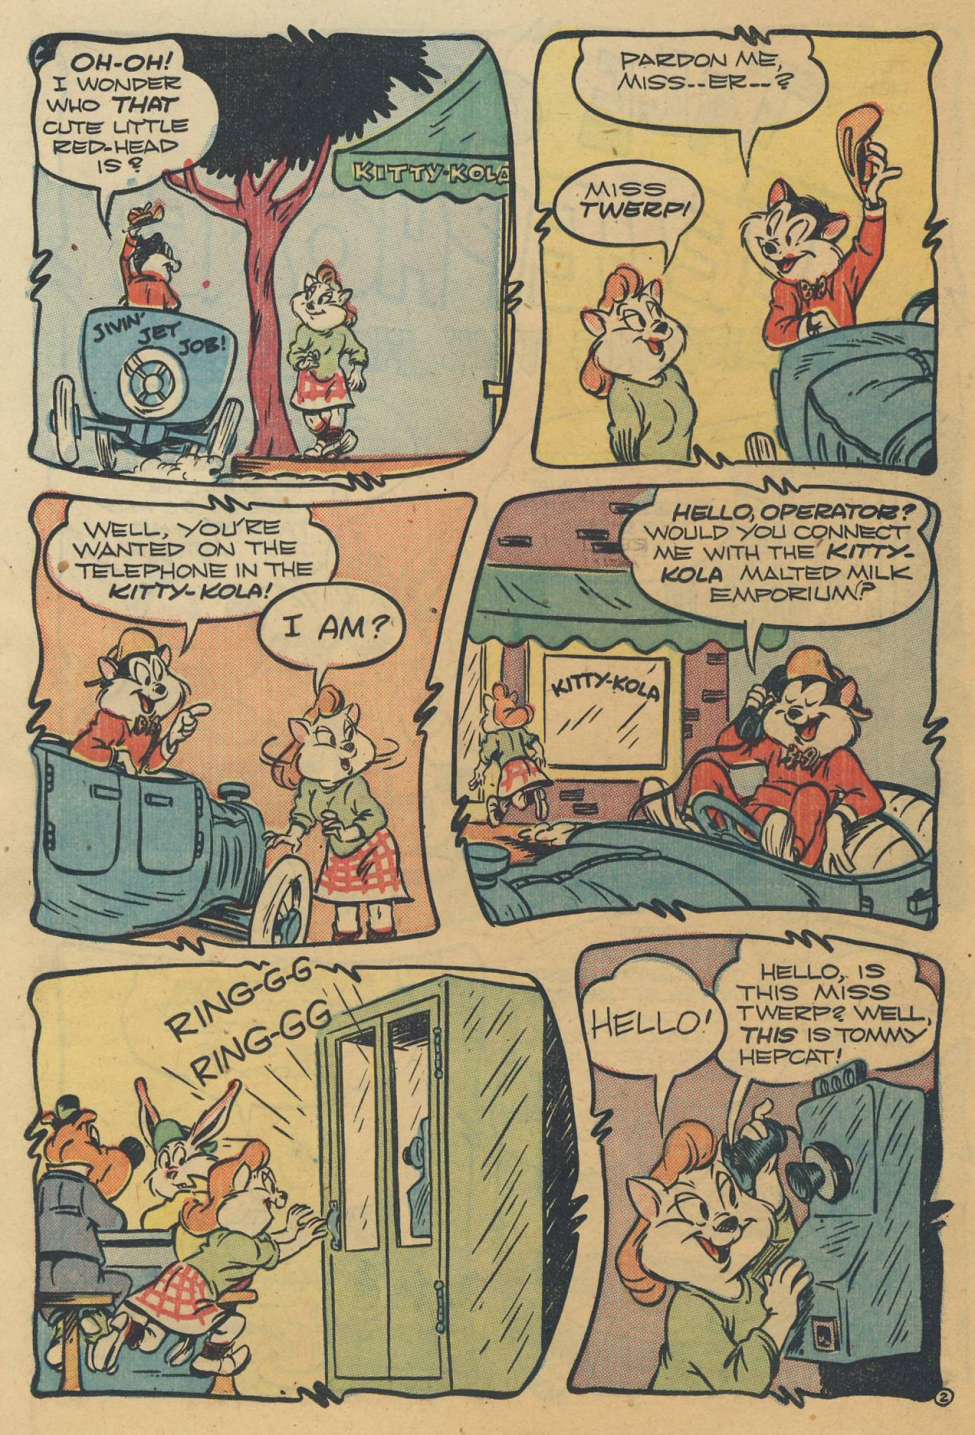 OH-OH!
I WONDER
WHO THAT
CUTE LITTLE
RED-HEAD
IS?
KITTY-KOLA
JIVIN'
JET
JOB!
PARDON ME,
MISS--ER--?
MISS
TWERP!
WELL, YOU'RE
WANTED ON THE
TELEPHONE IN THE
KITTY-KOLA!
I AM?
HELLO, OPERATOR?
WOULD YOU CONNECT
ME WITH THE KITTY-
KOLA MALTED MILK
EMPORIUM?
KITTY-KOLA
RING-G-G
RING-GG
HELLO!
HELLO, IS
THIS MISS
TWERP? WELL,
THIS IS TOMMY
HEPCAT!
2